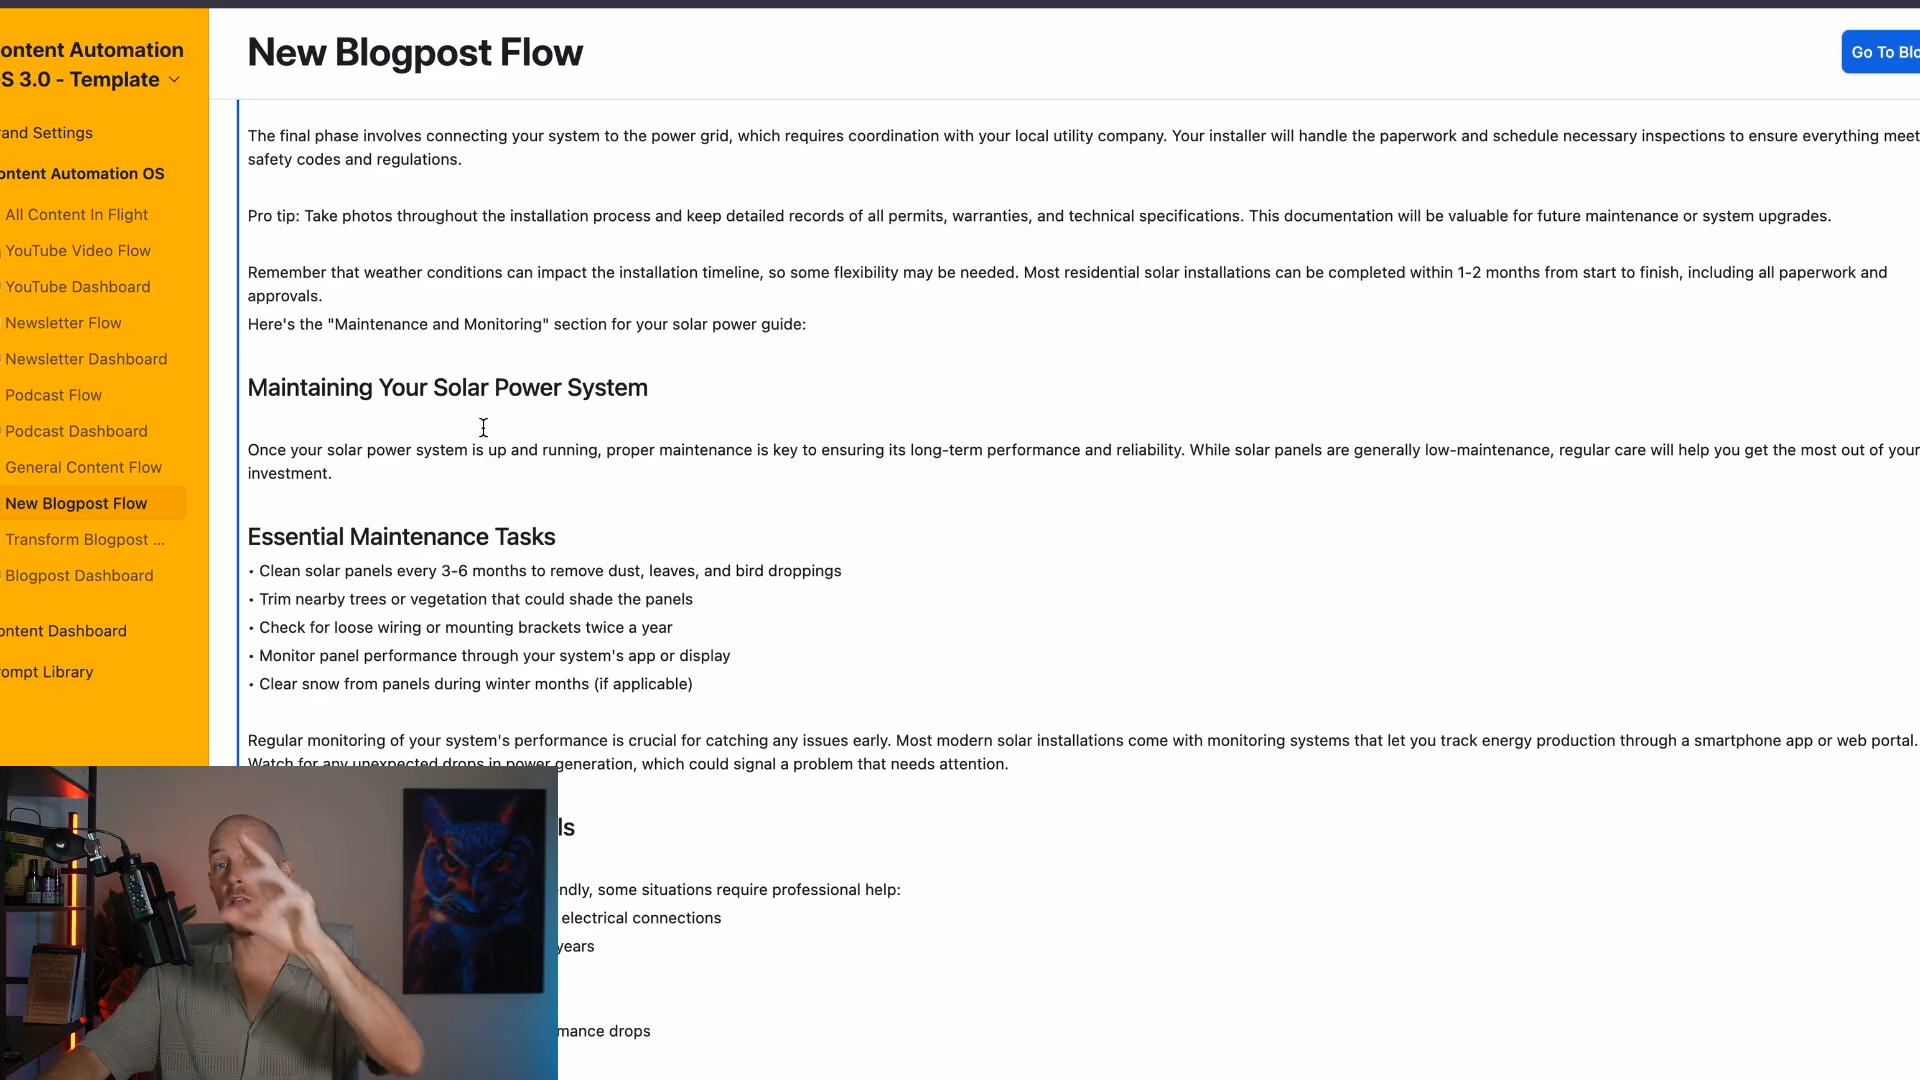 New Blogpost Flow
Go To Blo
ontent Automation
S 3.0 - Template
and Settings
ontent Automation OS
All Content In Flight
YouTube Video Flow
YouTube Dashboard
Newsletter Flow
Newsletter Dashboard
Podcast Flow
Podcast Dashboard
General Content Flow
New Blogpost Flow
Transform Blogpost ...
Blogpost Dashboard
ontent Dashboard
ompt Library
The final phase involves connecting your system to the power grid, which requires coordination with your local utility company. Your installer will handle the paperwork and schedule necessary inspections to ensure everything meet
safety codes and regulations.
Pro tip: Take photos throughout the installation process and keep detailed records of all permits, warranties, and technical specifications. This documentation will be valuable for future maintenance or system upgrades.
Remember that weather conditions can impact the installation timeline, so some flexibility may be needed. Most residential solar installations can be completed within 1-2 months from start to finish, including all paperwork and
approvals.
Here's the "Maintenance and Monitoring" section for your solar power guide:
Maintaining Your Solar Power System
Once your solar power system is up and running, proper maintenance is key to ensuring its long-term performance and reliability. While solar panels are generally low-maintenance, regular care will help you get the most out of your
investment.
Essential Maintenance Tasks
• Clean solar panels every 3-6 months to remove dust, leaves, and bird droppings
• Trim nearby trees or vegetation that could shade the panels
• Check for loose wiring or mounting brackets twice a year
• Monitor panel performance through your system's app or display
• Clear snow from panels during winter months (if applicable)
Regular monitoring of your system's performance is crucial for catching any issues early. Most modern solar installations come with monitoring systems that let you track energy production through a smartphone app or web portal.
Watch for any unexpected drops in power generation, which could signal a problem that needs attention.
ls
ndly, some situations require professional help:
electrical connections
years
mance drops